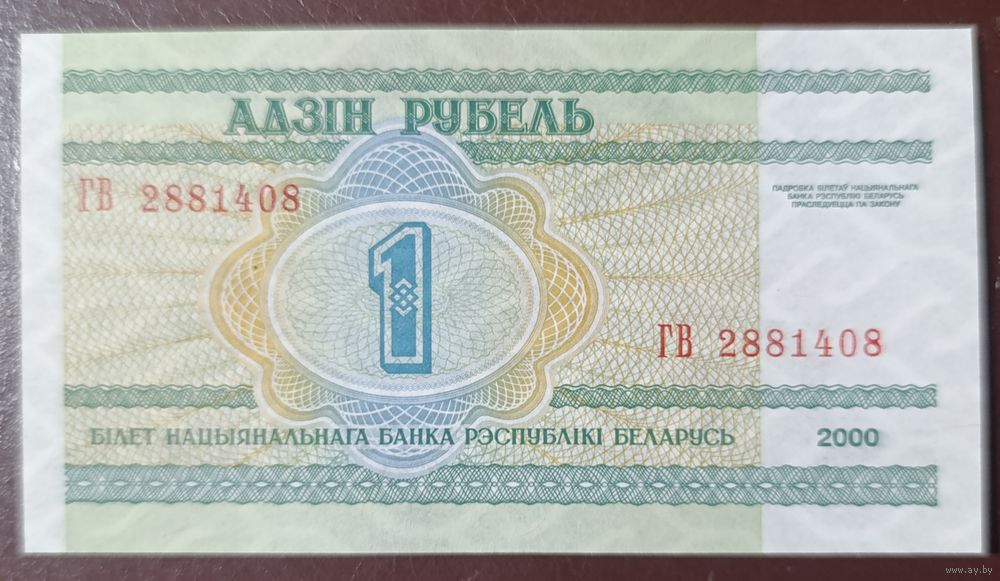 АДЗІН РУБЕЛЬ
ГВ 2881408
ПАДРОБКА БІЛЕТАЎ НАЦЫЯНАЛЬНАГА
БАНКА РЭСПУБЛІКІ БЕЛАРУСЬ
ПРАСЛЕДУЕЦЦА ПА ЗАКОНУ
1
ГВ 2881408
БІЛЕТ НАЦЫЯНАЛЬНАГА БАНКА РЭСПУБЛІКІ БЕЛАРУСЬ 2000
www.ay.by